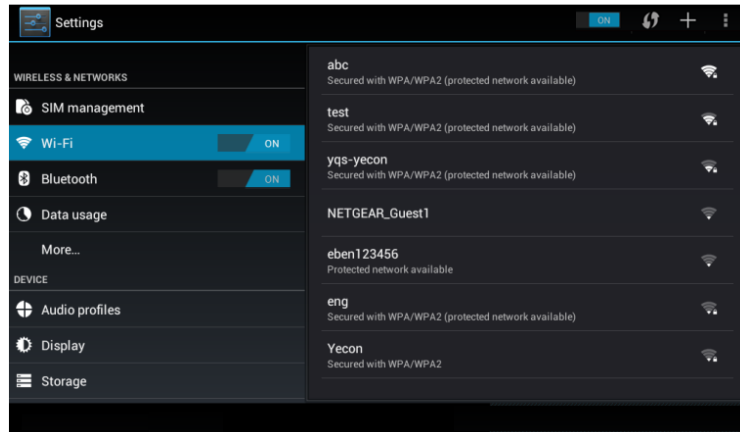 Settings
ON
WIRELESS & NETWORKS
SIM management
Wi-Fi
ON
Bluetooth
ON
Data usage
More...
DEVICE
Audio profiles
Display
Storage
abc
Secured with WPA/WPA2 (protected network available)
test
Secured with WPA/WPA2 (protected network available)
yqs-yecon
Secured with WPA/WPA2 (protected network available)
NETGEAR_Guest1
eben123456
Protected network available
eng
Secured with WPA/WPA2 (protected network available)
Yecon
Secured with WPA/WPA2